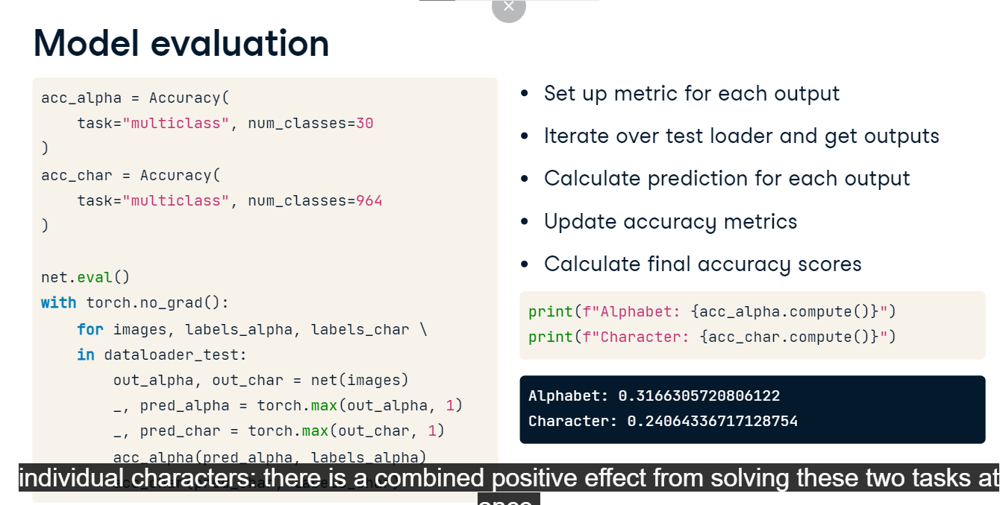 Model evaluation
acc_alpha = Accuracy(
    task="multiclass", num_classes=30
)
acc_char = Accuracy(
    task="multiclass", num_classes=964
)
net.eval()
with torch.no_grad():
    for images, labels_alpha, labels_char \
    in dataloader_test:
        out_alpha, out_char = net(images)
        _, pred_alpha = torch.max(out_alpha, 1)
        _, pred_char = torch.max(out_char, 1)
        acc_alpha(pred_alpha, labels_alpha)
• Set up metric for each output
• Iterate over test loader and get outputs
• Calculate prediction for each output
• Update accuracy metrics
• Calculate final accuracy scores
print(f"Alphabet: {acc_alpha.compute()}")
print(f"Character: {acc_char.compute()}")
Alphabet: 0.3166305720806122
Character: 0.24064336717128754
individual characters: there is a combined positive effect from solving these two tasks at